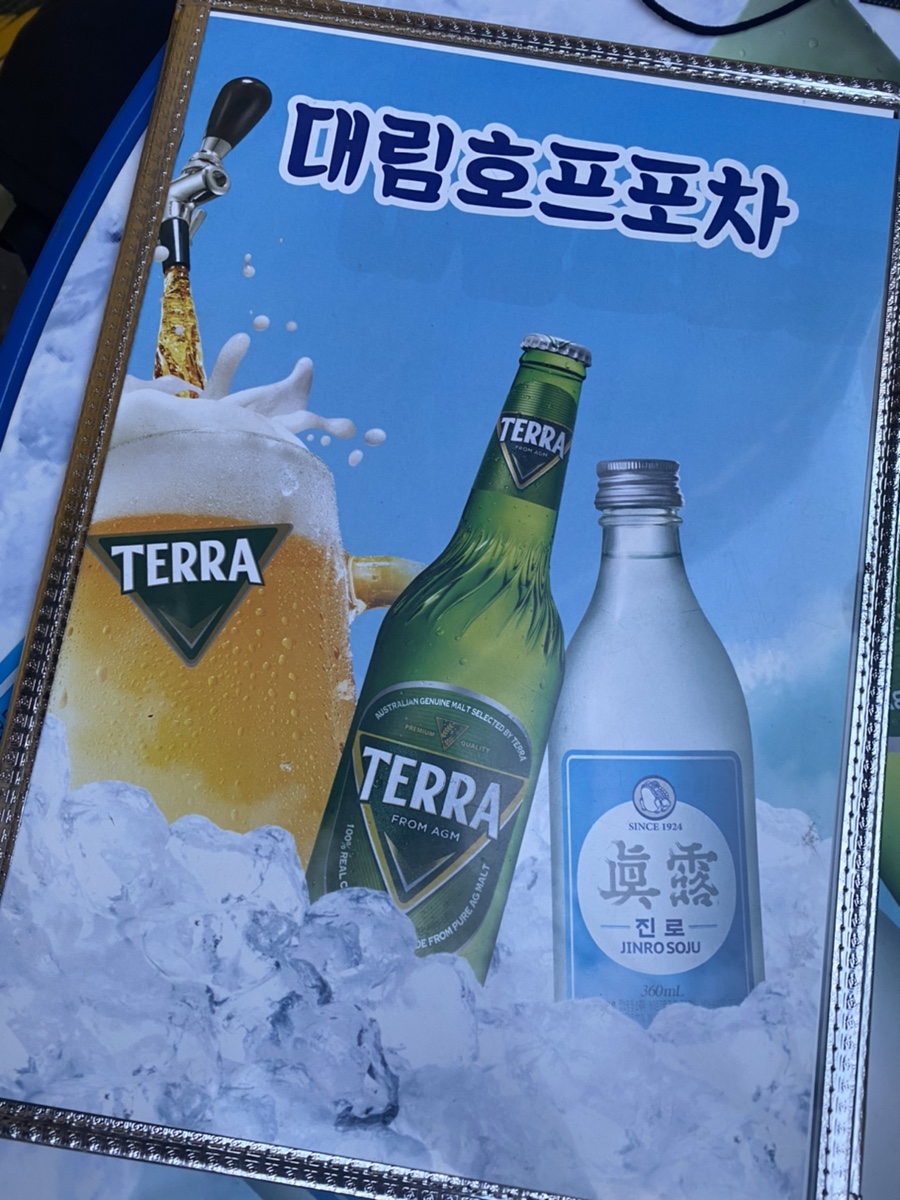 대림호프포차
TERRA
FROM AGM
TERRA
AUSTRALIAN GENUINE MALT SELECTED BY TERRA
PREMIUM QUALITY
TERRA
FROM AGM
100% REAL
FROM PURE AG MALT
SINCE 1924
眞露
진로
JINRO SOJU
360mL